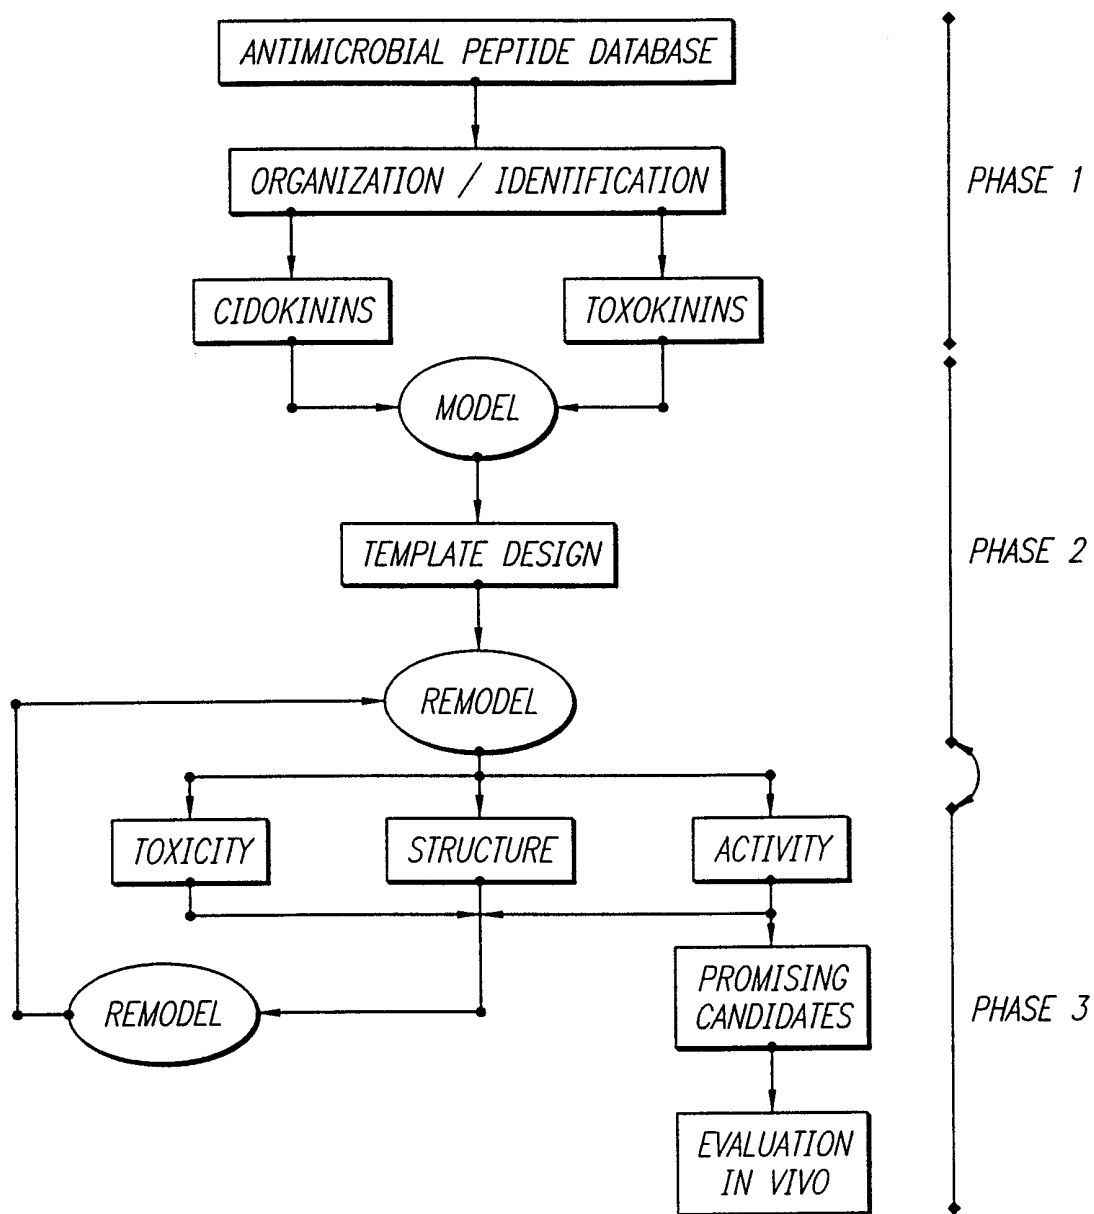 ANTIMICROBIAL PEPTIDE DATABASE
ORGANIZATION / IDENTIFICATION
PHASE 1
CIDOKININS
TOXOKININS
MODEL
TEMPLATE DESIGN
PHASE 2
REMODEL
TOXICITY
STRUCTURE
ACTIVITY
PROMISING
CANDIDATES
REMODEL
PHASE 3
EVALUATION
IN VIVO